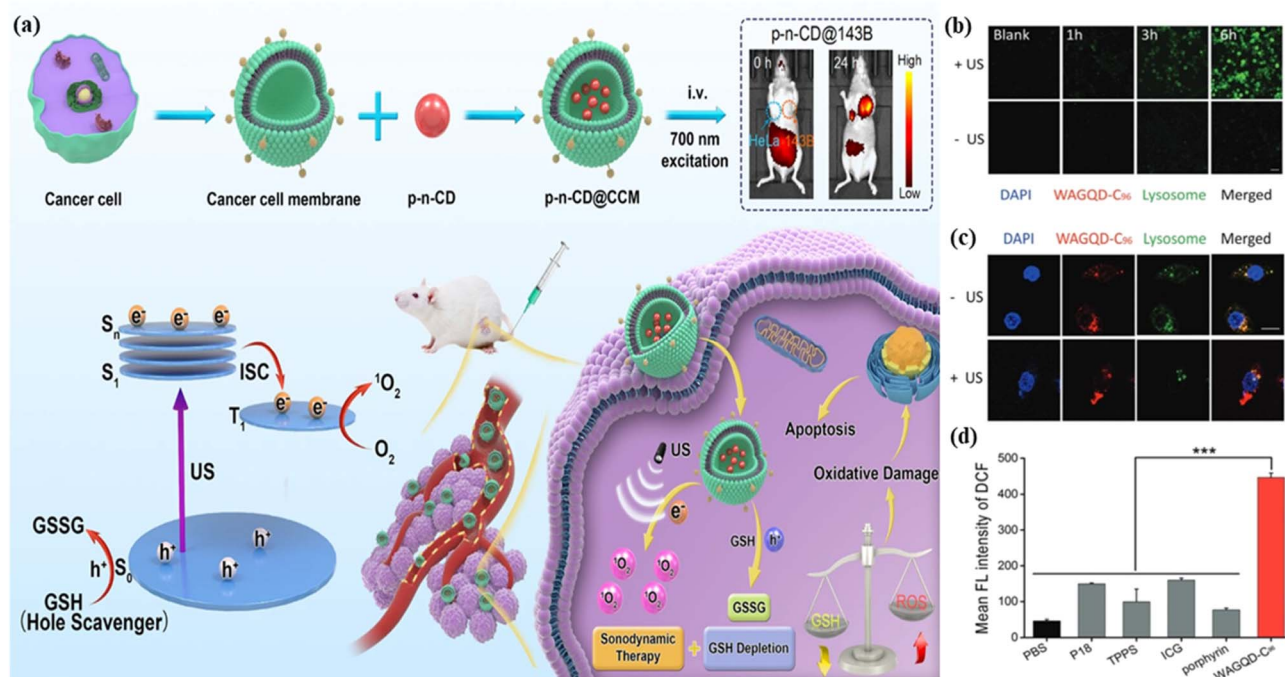 (a)
p-n-CD@143B
0 h
24 h
High
Low
HeLa
143B
i.v.
700 nm
excitation
Cancer cell
Cancer cell membrane
p-n-CD
p-n-CD@CCM
Sn
e- e- e-
S1
ISC
e- e-
T1
1O2
O2
US
GSSG
h+
S0
h+ h+ h+
GSH
(Hole Scavenger)
US
e-
1O2 1O2
1O2 1O2
GSH h+
GSSG
Sonodynamic
Therapy
+
GSH Depletion
Apoptosis
Oxidative Damage
GSH
ROS
(b)
Blank 1h 3h 6h
+ US
- US
DAPI WAGQD-C96 Lysosome Merged
(c)
DAPI WAGQD-C96 Lysosome Merged
- US
+ US
(d)
***
Mean FL intensity of DCF
500
400
300
200
100
0
PBS P18 TPPS ICG porphyrin WAGQD-C96